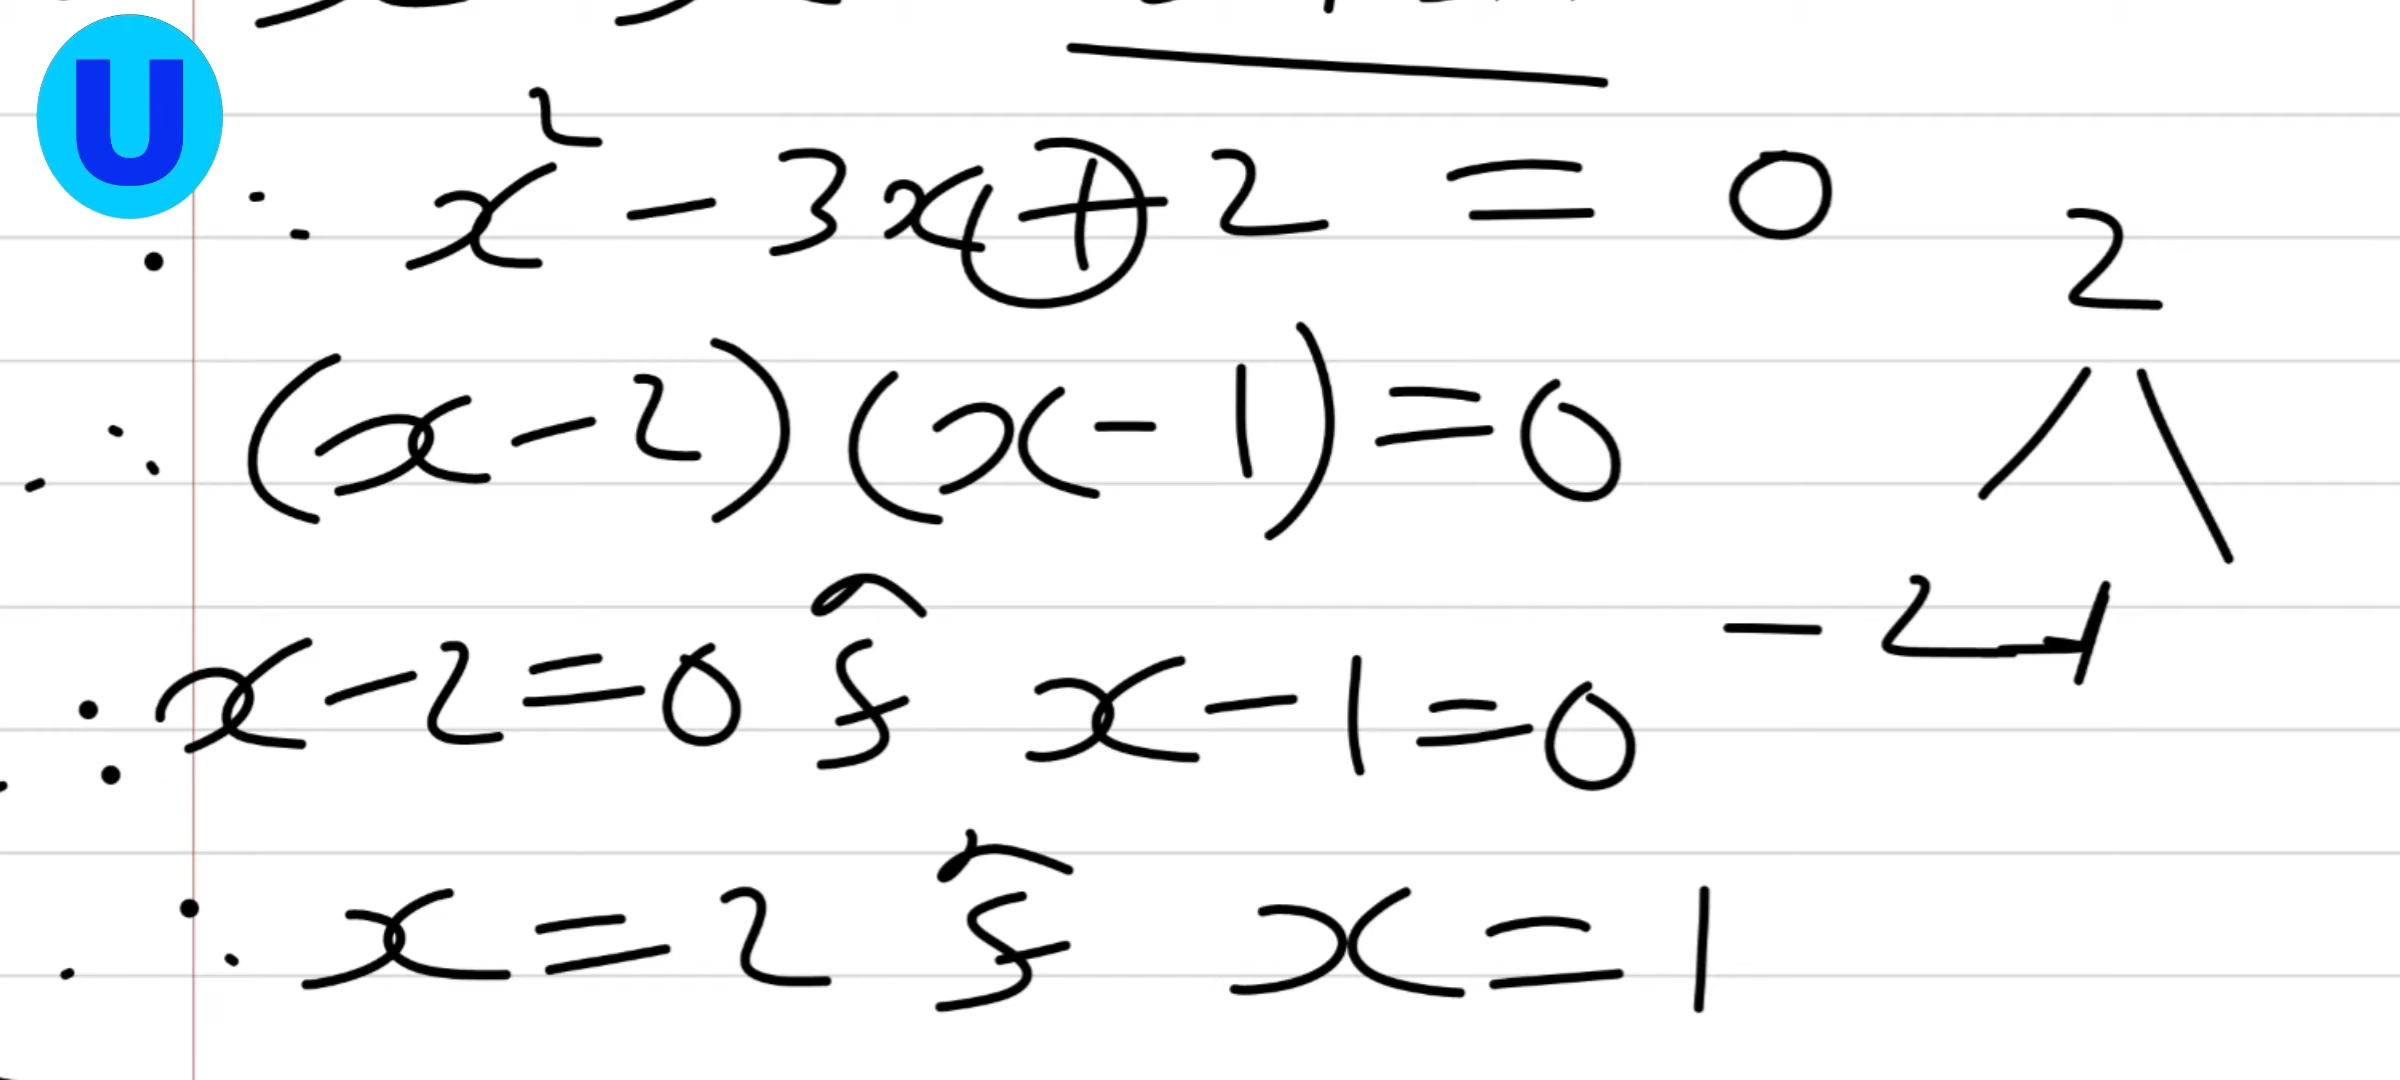 U
∴ x² - 3x + 2 = 0
2
∴ (x - 2) (x - 1) = 0
- 2 - 1
∴ x - 2 = 0 કે x - 1 = 0
∴ x = 2 કે x = 1